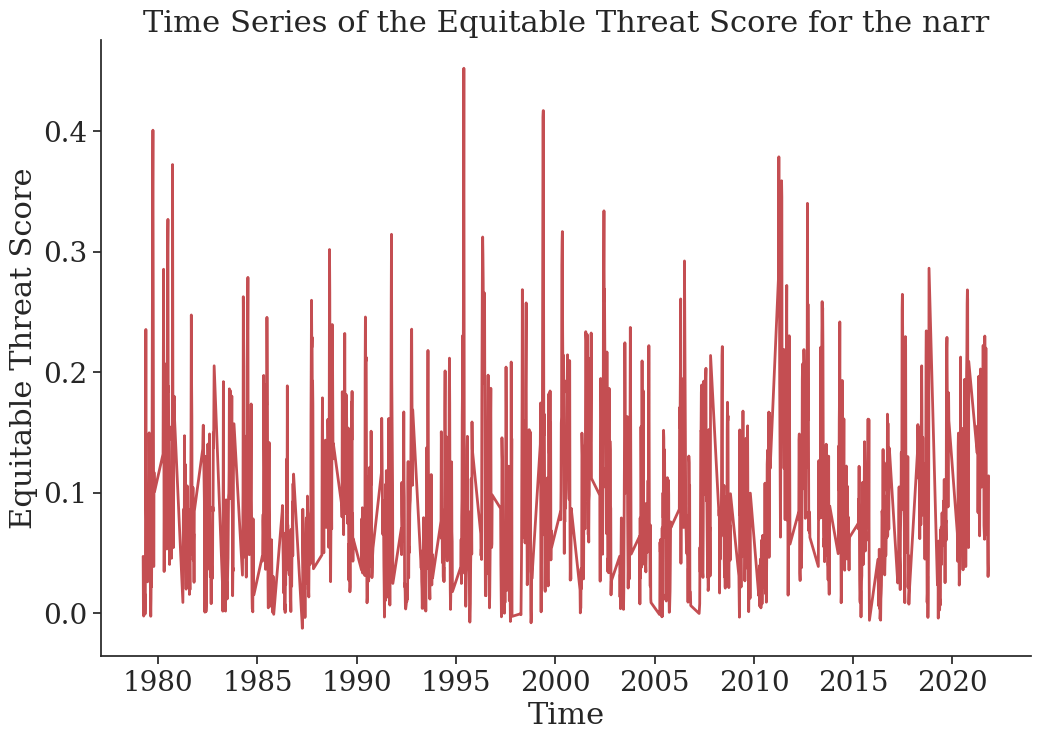 Time Series of the Equitable Threat Score for the narr
Equitable Threat Score
0.4
0.3
0.2
0.1
0.0
1980 1985 1990 1995 2000 2005 2010 2015 2020
Time